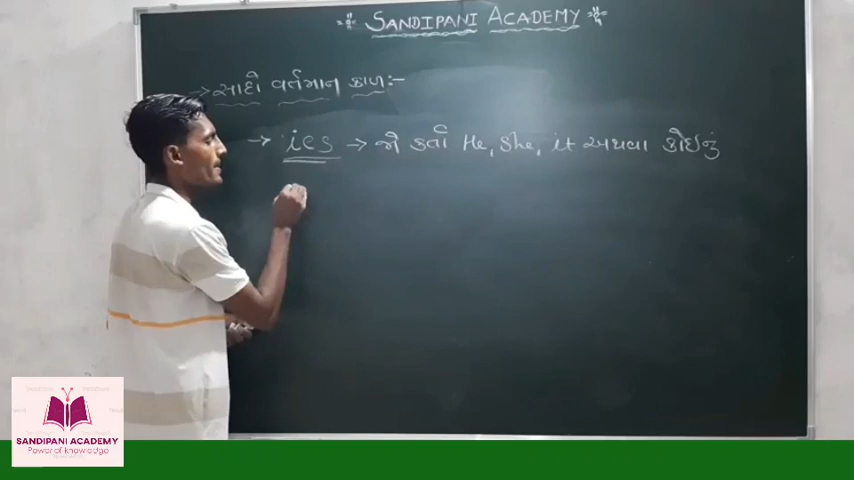 SANDIPANI ACADEMY
→ સાદો વર્તમાન કાળ:-
→ ies → જો કર્તા He, She, it અથવા કોઈનું
SANDIPANI ACADEMY
Power of knowledge